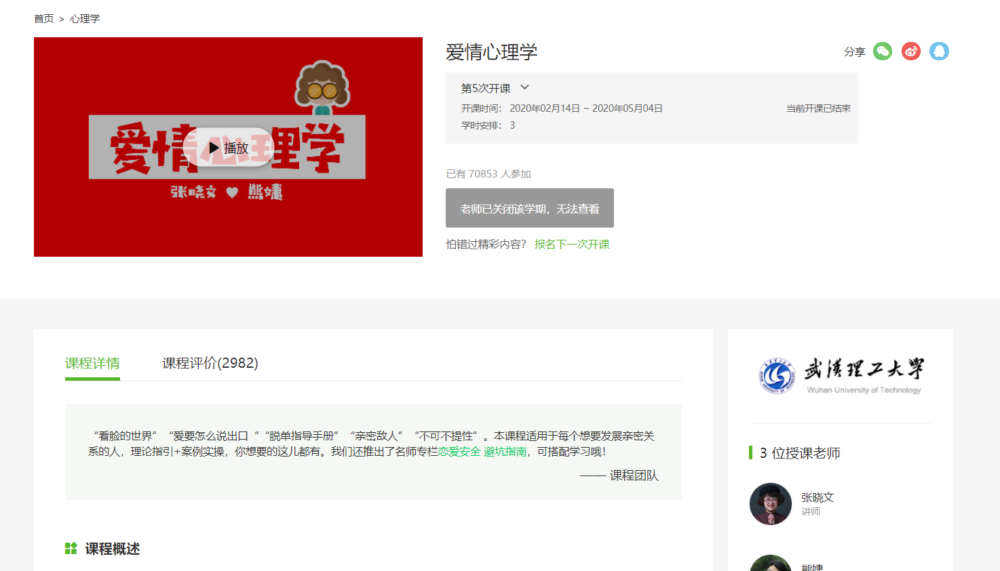 首页 > 心理学
爱情心理学
播放
张晓文 熊婕
爱情心理学
分享
第5次开课
开课时间： 2020年02月14日 ~ 2020年05月04日
当前开课已结束
学时安排： 3
已有 70853 人参加
老师已关闭该学期，无法查看
怕错过精彩内容？ 报名下一次开课
课程详情
课程评价(2982)
“看脸的世界”“爱要怎么说出口“ “脱单指导手册” “亲密敌人” “不可不提性” 。本课程适用于每个想要发展亲密关
系的人，理论指引+案例实操，你想要的这儿都有。我们还推出了名师专栏恋爱安全 避坑指南，可搭配学习哦！
—— 课程团队
课程概述
武汉理工大学
Wuhan University of Technology
3 位授课老师
张晓文
讲师
熊婕